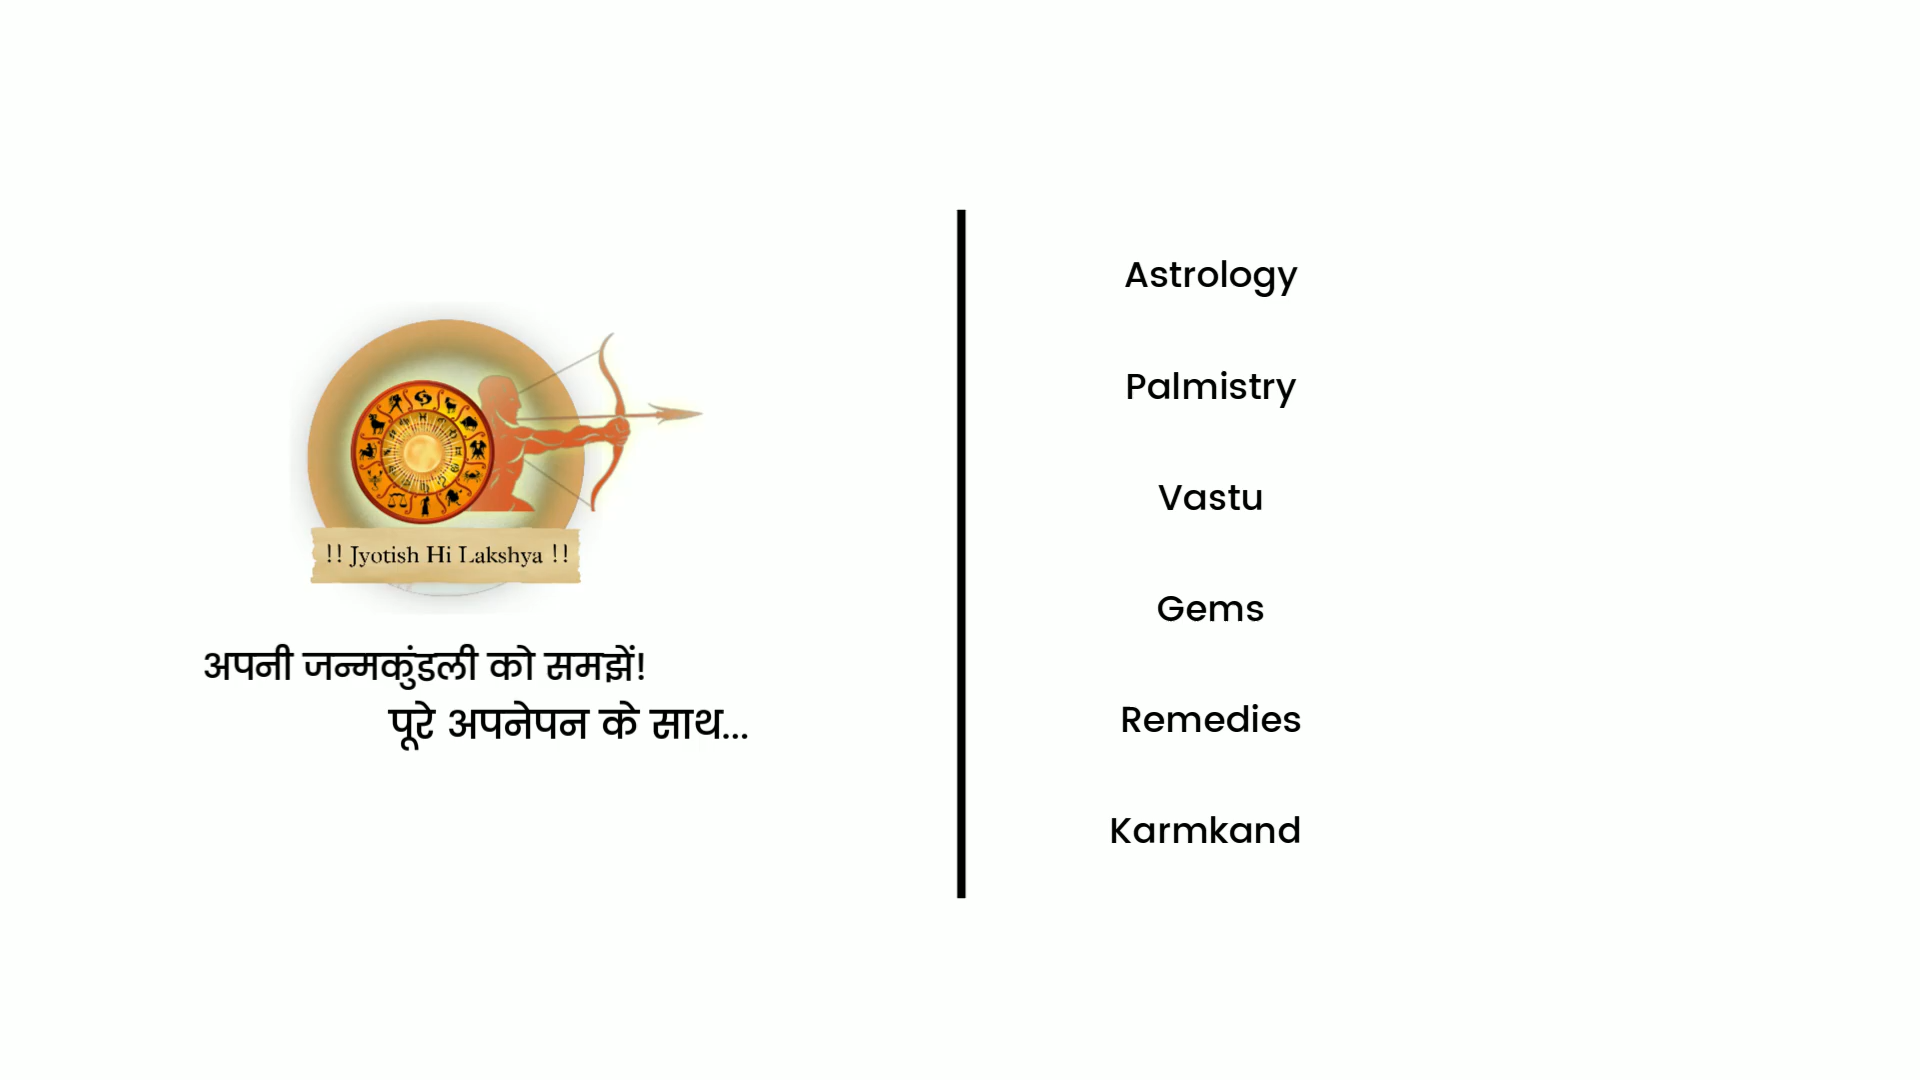 !! Jyotish Hi Lakshya !!
अपनी जन्मकुंडली को समझें!
पूरे अपनेपन के साथ...
Astrology
Palmistry
Vastu
Gems
Remedies
Karmkand